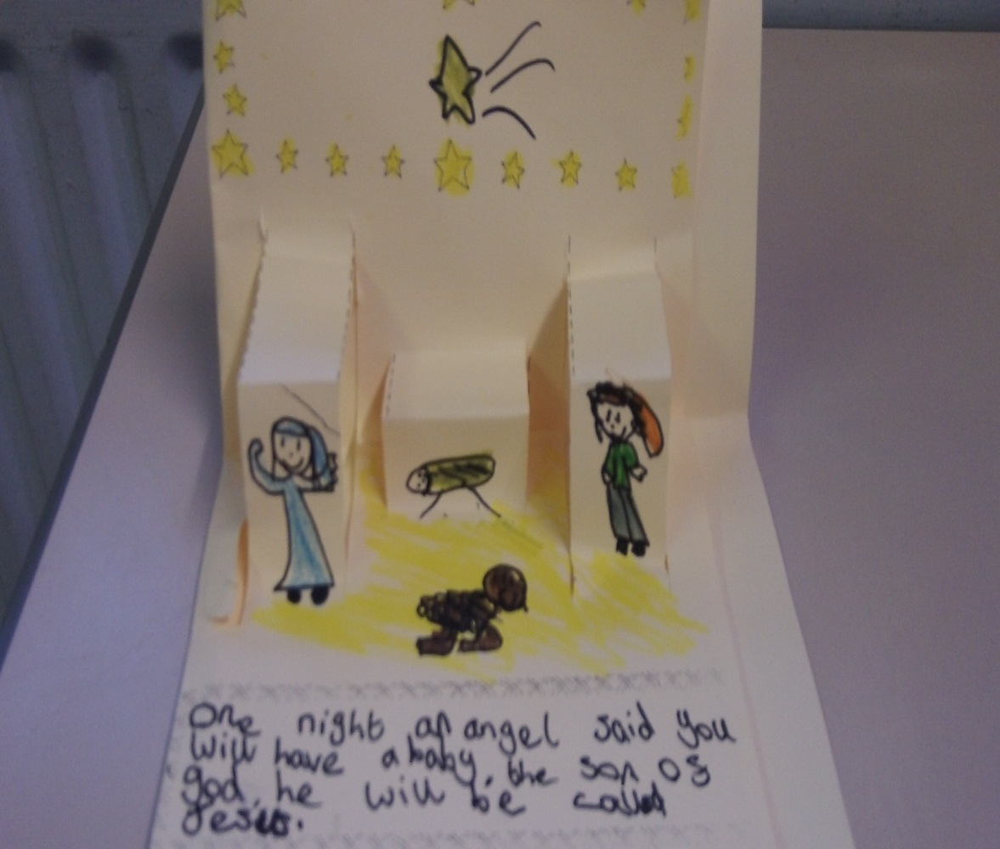 One night an angel said you
will have a baby, the son of
god, he will be called
Jesus.